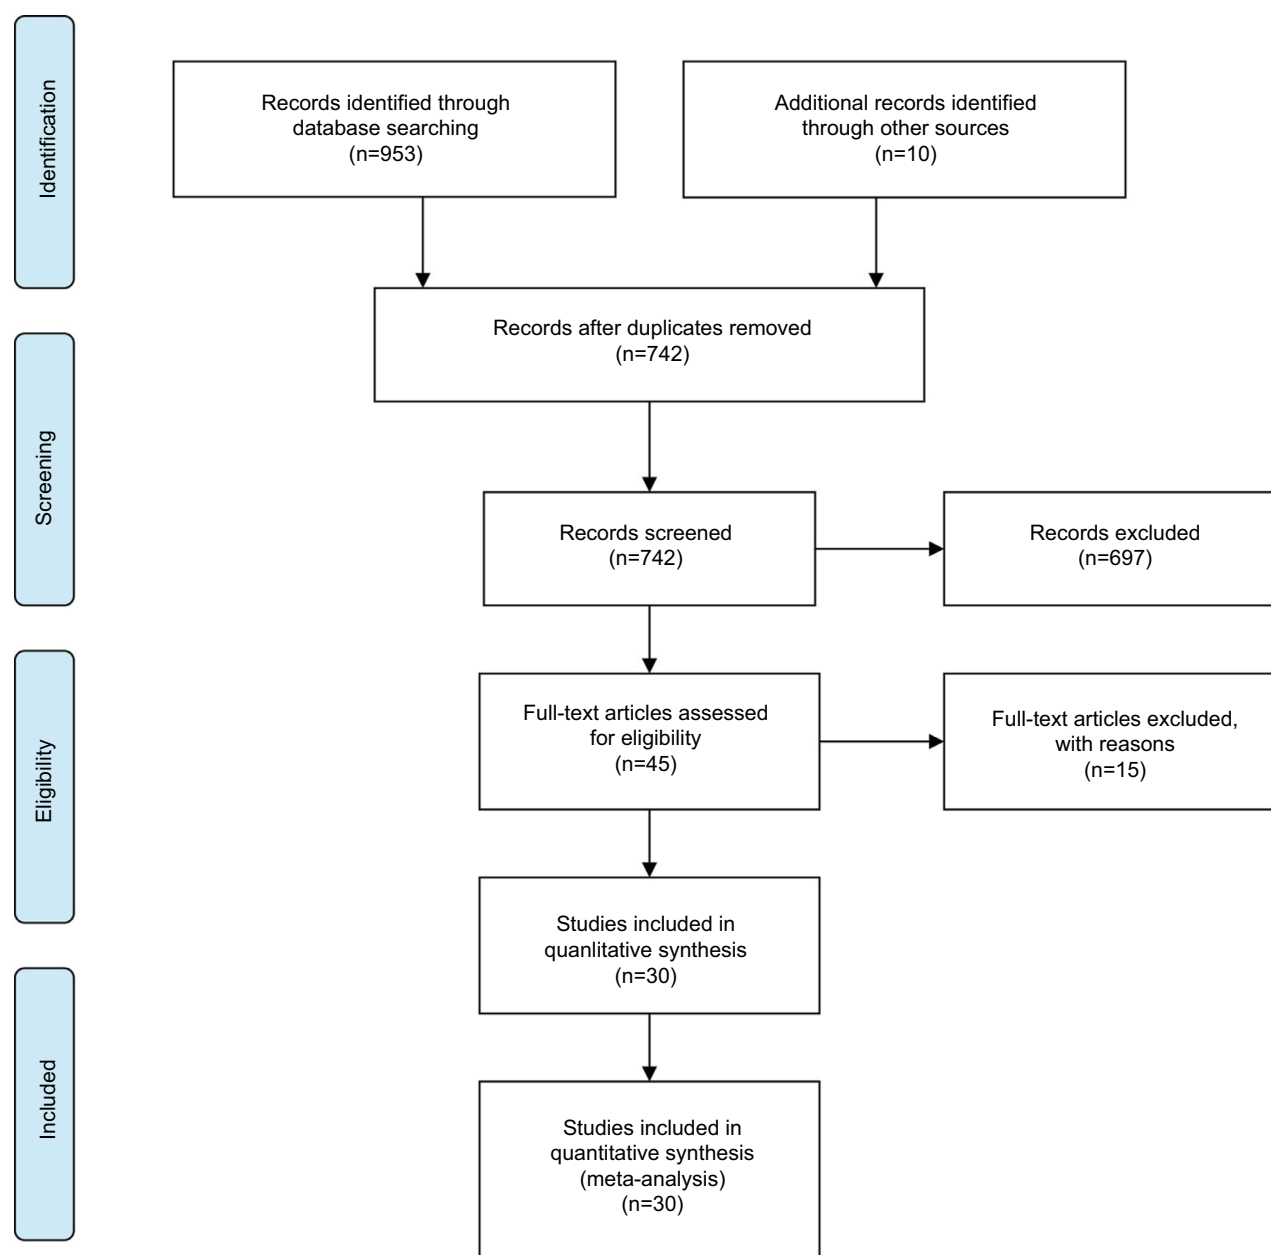 Identification
Records identified through
database searching
(n=953)
Additional records identified
through other sources
(n=10)
Records after duplicates removed
(n=742)
Screening
Records screened
(n=742)
Records excluded
(n=697)
Eligibility
Full-text articles assessed
for eligibility
(n=45)
Full-text articles excluded,
with reasons
(n=15)
Studies included in
quanlitative synthesis
(n=30)
Included
Studies included in
quantitative synthesis
(meta-analysis)
(n=30)